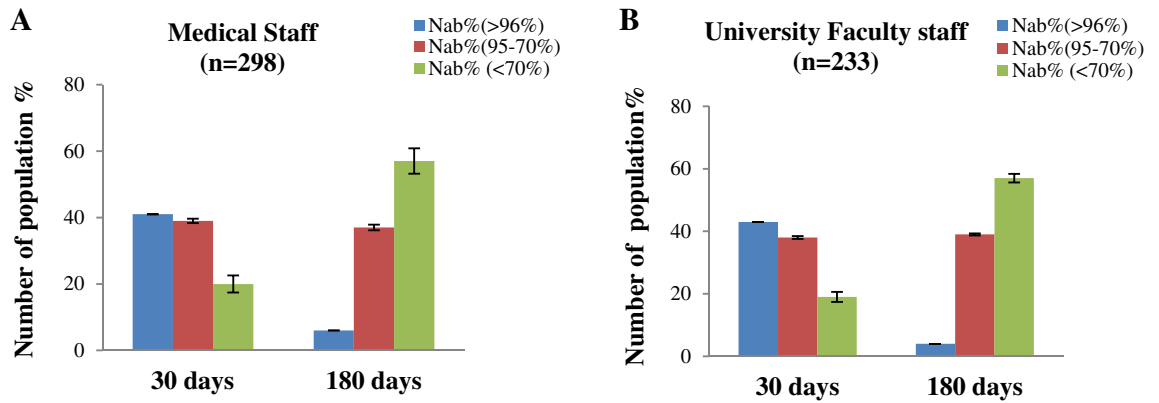 A
Medical Staff
(n=298)
Nab%(>96%)
Nab%(95-70%)
Nab% (<70%)
Number of population %
80
60
40
20
0
30 days
180 days
B
University Faculty staff
(n=233)
Nab%(>96%)
Nab%(95-70%)
Nab% (<70%)
Number of population%
80
60
40
20
0
30 days
180 days